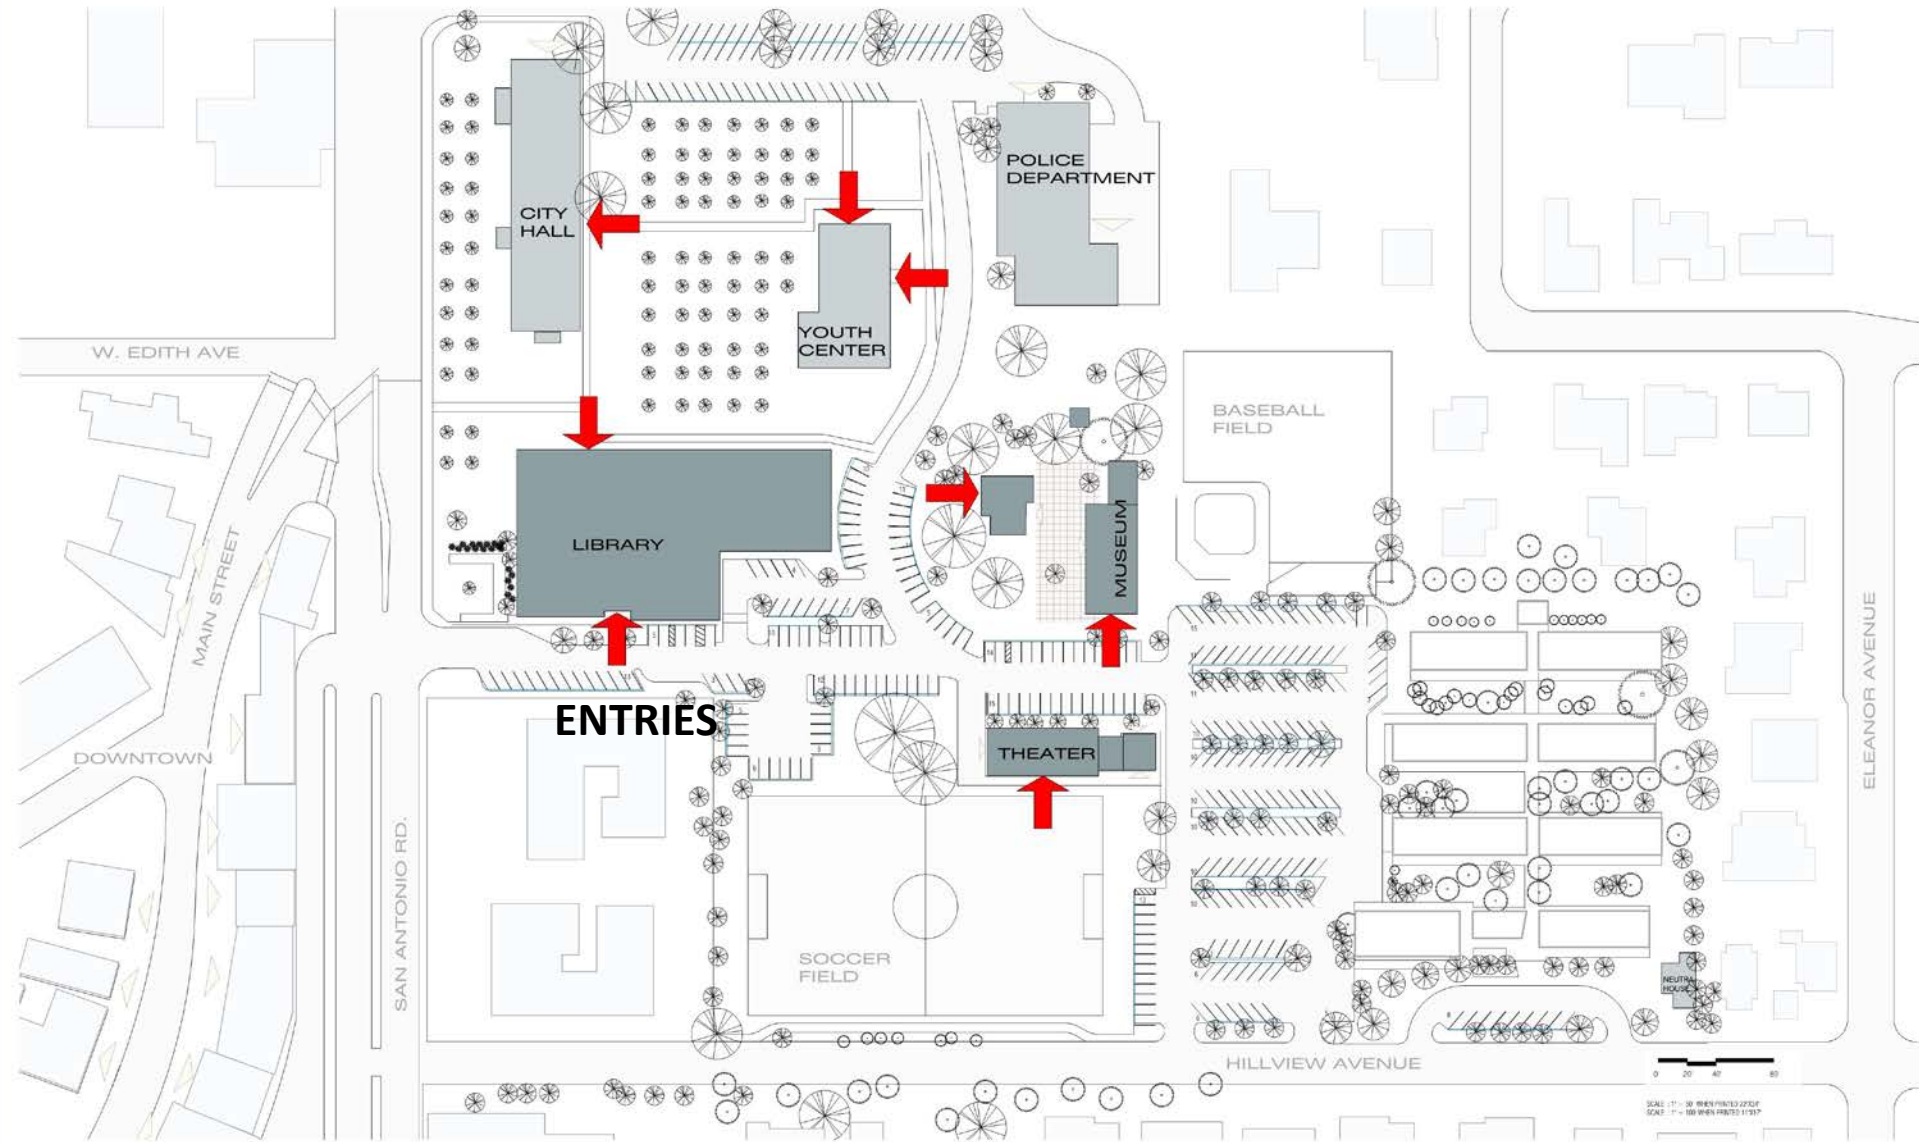 POLICE
DEPARTMENT
CITY
HALL
YOUTH
CENTER
W. EDITH AVE
BASEBALL
FIELD
LIBRARY
MUSEUM
MAIN STREET
ELEANOR AVENUE
ENTRIES
THEATER
DOWNTOWN
SAN ANTONIO RD.
SOCCER
FIELD
NEUTRA
HOUSE
HILLVIEW AVENUE
0 20 40 80